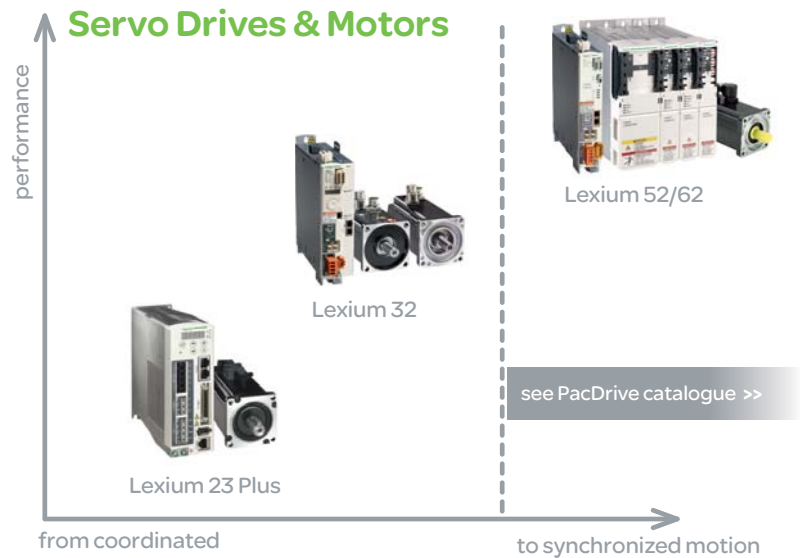 Servo Drives & Motors
performance
Lexium 52/62
Lexium 32
see PacDrive catalogue >>
Lexium 23 Plus
from coordinated
to synchronized motion